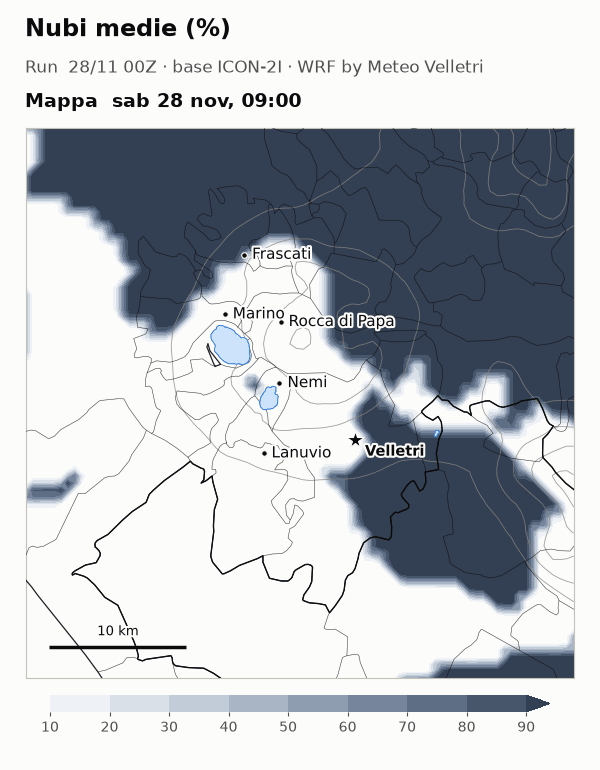 Nubi medie (%)
Run  28/11 00Z · base ICON-2I · WRF by Meteo Velletri
Mappa  sab 28 nov, 09:00
Frascati
Marino
Rocca di Papa
Nemi
Velletri
Lanuvio
10 km
10 20 30 40 50 60 70 80 90